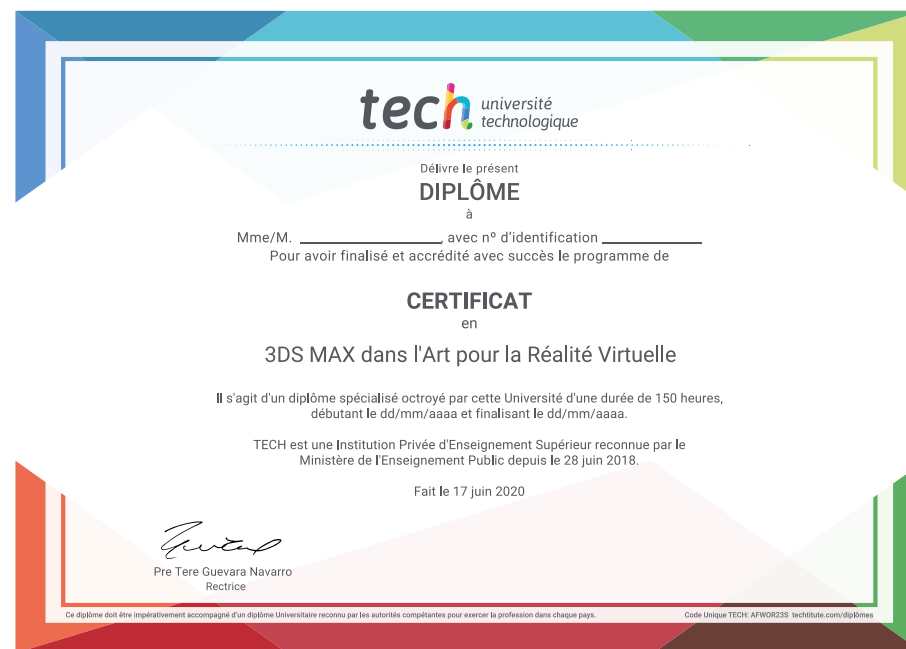 tech université
technologique
Délivre le présent
DIPLÔME
à
Mme/M. ____________________, avec nº d'identification ______________
Pour avoir finalisé et accrédité avec succès le programme de
CERTIFICAT
en
3DS MAX dans l'Art pour la Réalité Virtuelle
Il s'agit d'un diplôme spécialisé octroyé par cette Université d'une durée de 150 heures,
débutant le dd/mm/aaaa et finalisant le dd/mm/aaaa.
TECH est une Institution Privée d'Enseignement Supérieur reconnue par le
Ministère de l'Enseignement Public depuis le 28 juin 2018.
Fait le 17 juin 2020
Pre Tere Guevara Navarro
Rectrice
Ce diplôme doit être impérativement accompagné d'un diplôme Universitaire reconnu par les autorités compétentes pour exercer la profession dans chaque pays.
Code Unique TECH: AFWOR23S techtitute.com/diplômes